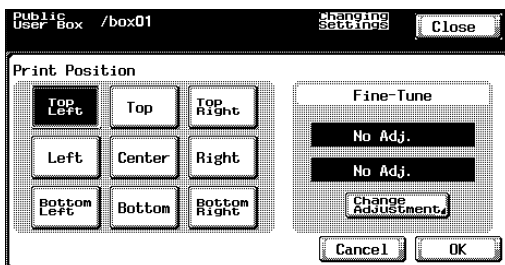 Public User Box /box01 Changing Settings Close
Print Position
Fine-Tune
Top Left Top Top Right
No Adj.
Left Center Right
No Adj.
Bottom Left Bottom Bottom Right
Change Adjustment
Cancel OK